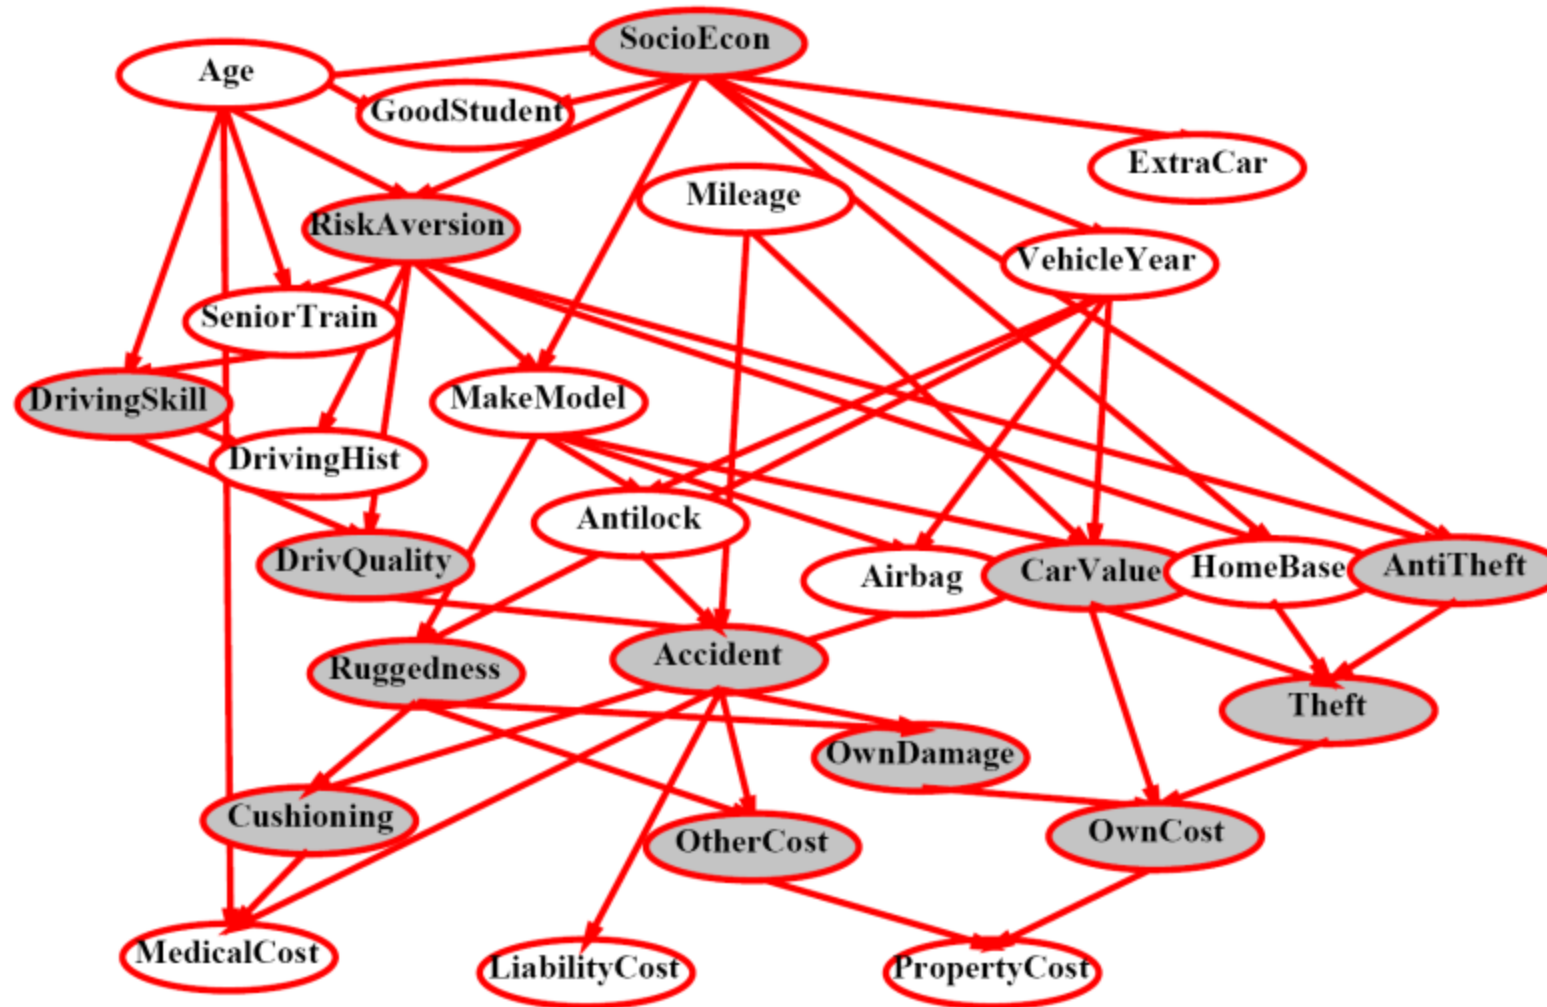 SocioEcon
Age
GoodStudent
ExtraCar
Mileage
RiskAversion
VehicleYear
SeniorTrain
DrivingSkill
MakeModel
DrivingHist
Antilock
DrivQuality
Airbag
CarValue
HomeBase
AntiTheft
Accident
Ruggedness
Theft
OwnDamage
Cushioning
OtherCost
OwnCost
MedicalCost
LiabilityCost
PropertyCost